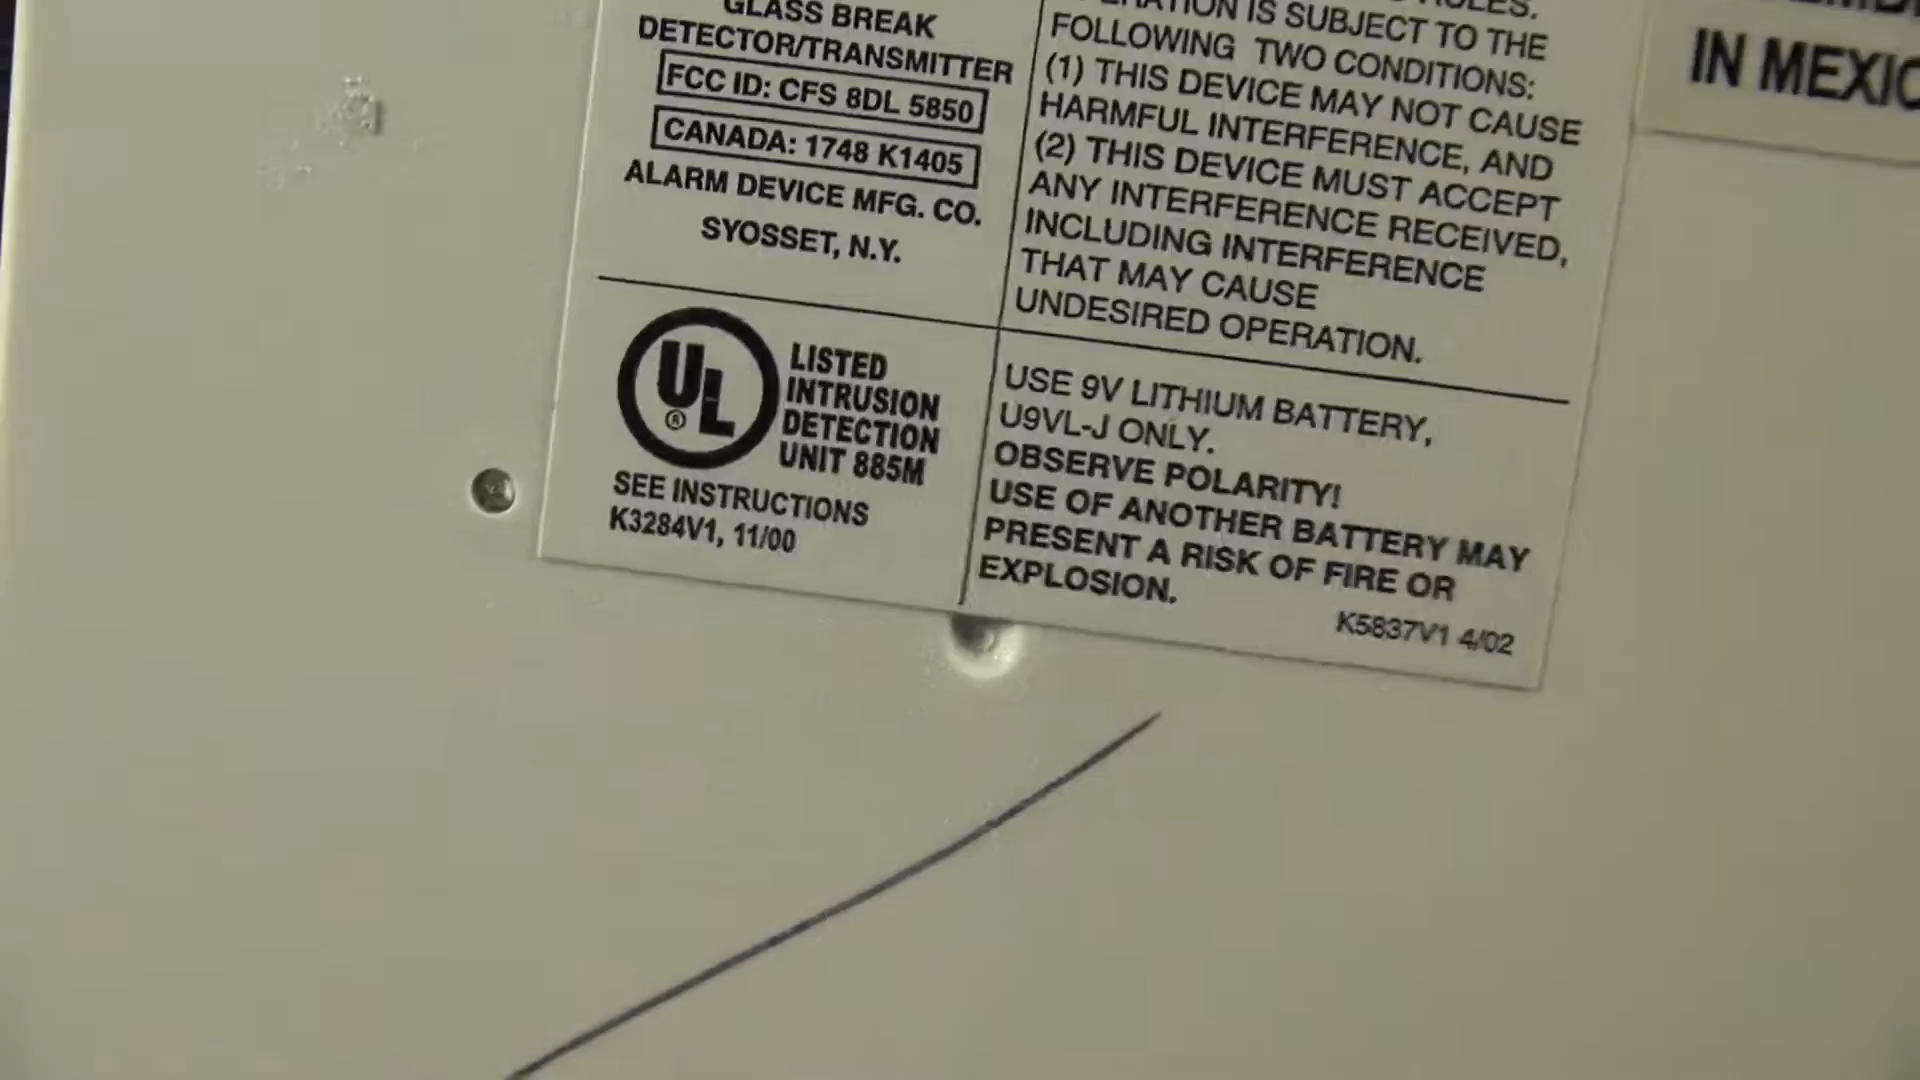 GLASS BREAK
DETECTOR/TRANSMITTER
FCC ID: CFS 8DL 5850
CANADA: 1748 K1405
ALARM DEVICE MFG. CO.
SYOSSET, N.Y.
UL
®
LISTED
INTRUSION
DETECTION
UNIT 885M
SEE INSTRUCTIONS
K3284V1, 11/00
RULES.
OPERATION IS SUBJECT TO THE
FOLLOWING TWO CONDITIONS:
(1) THIS DEVICE MAY NOT CAUSE
HARMFUL INTERFERENCE, AND
(2) THIS DEVICE MUST ACCEPT
ANY INTERFERENCE RECEIVED,
INCLUDING INTERFERENCE
THAT MAY CAUSE
UNDESIRED OPERATION.
USE 9V LITHIUM BATTERY,
U9VL-J ONLY.
OBSERVE POLARITY!
USE OF ANOTHER BATTERY MAY
PRESENT A RISK OF FIRE OR
EXPLOSION.
K5837V1 4/02
IN MEXIC